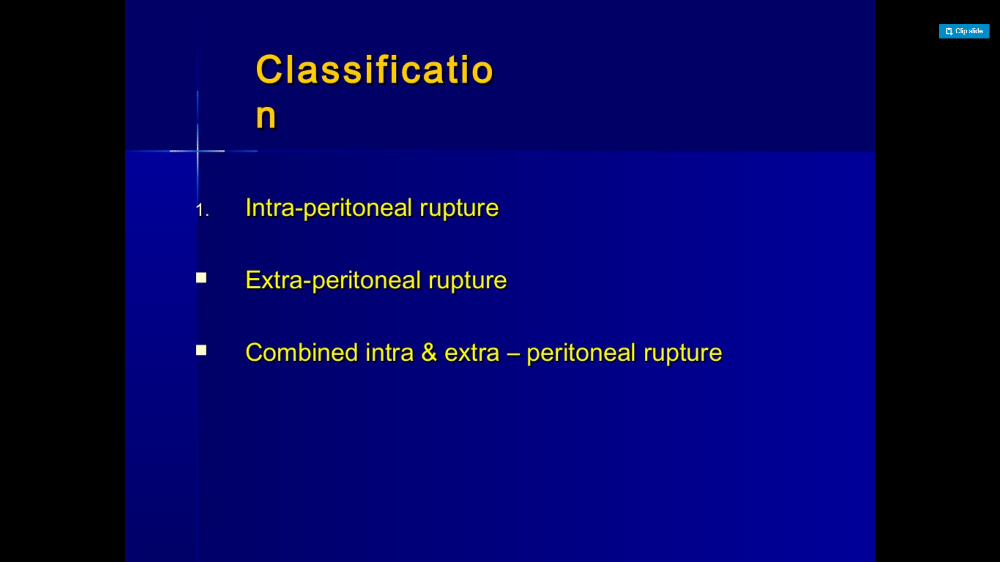 Clip slide
Classificatio
n
1. Intra-peritoneal rupture
■ Extra-peritoneal rupture
■ Combined intra & extra – peritoneal rupture